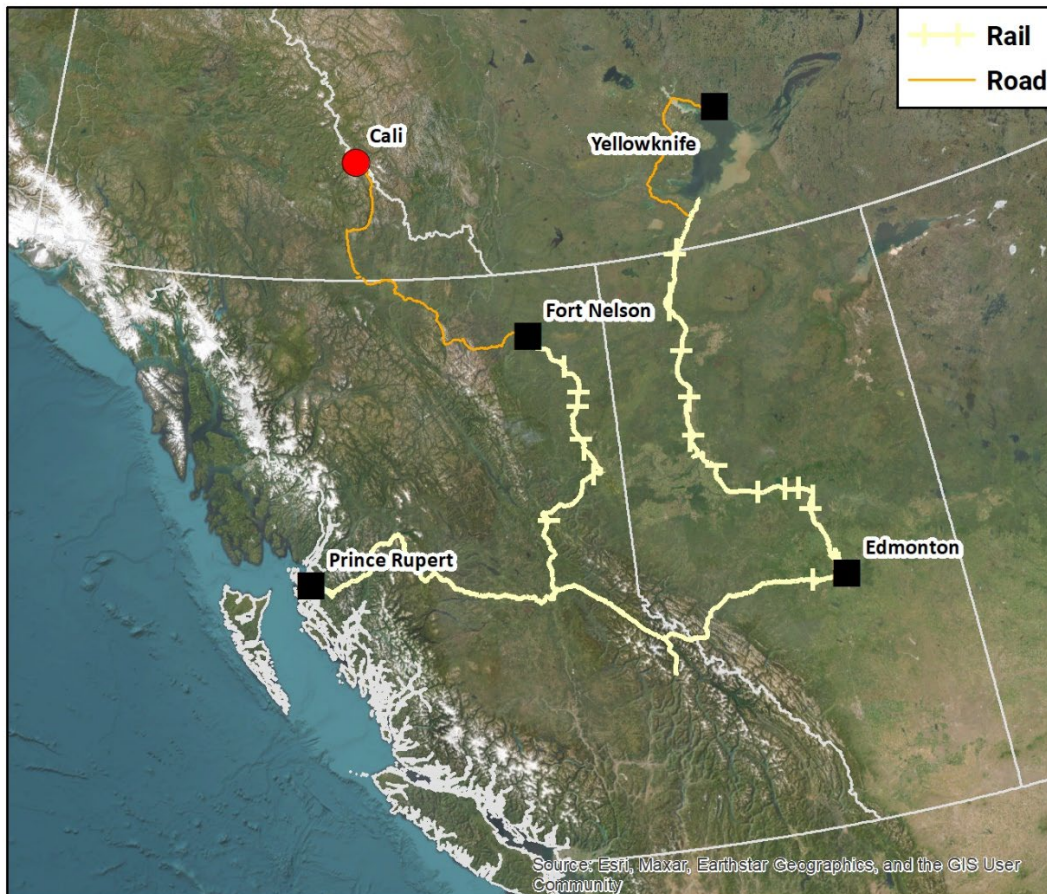 Rail
Road
Cali
Yellowknife
Fort Nelson
Prince Rupert
Edmonton
Source: Esri, Maxar, Earthstar Geographics, and the GIS User
Community